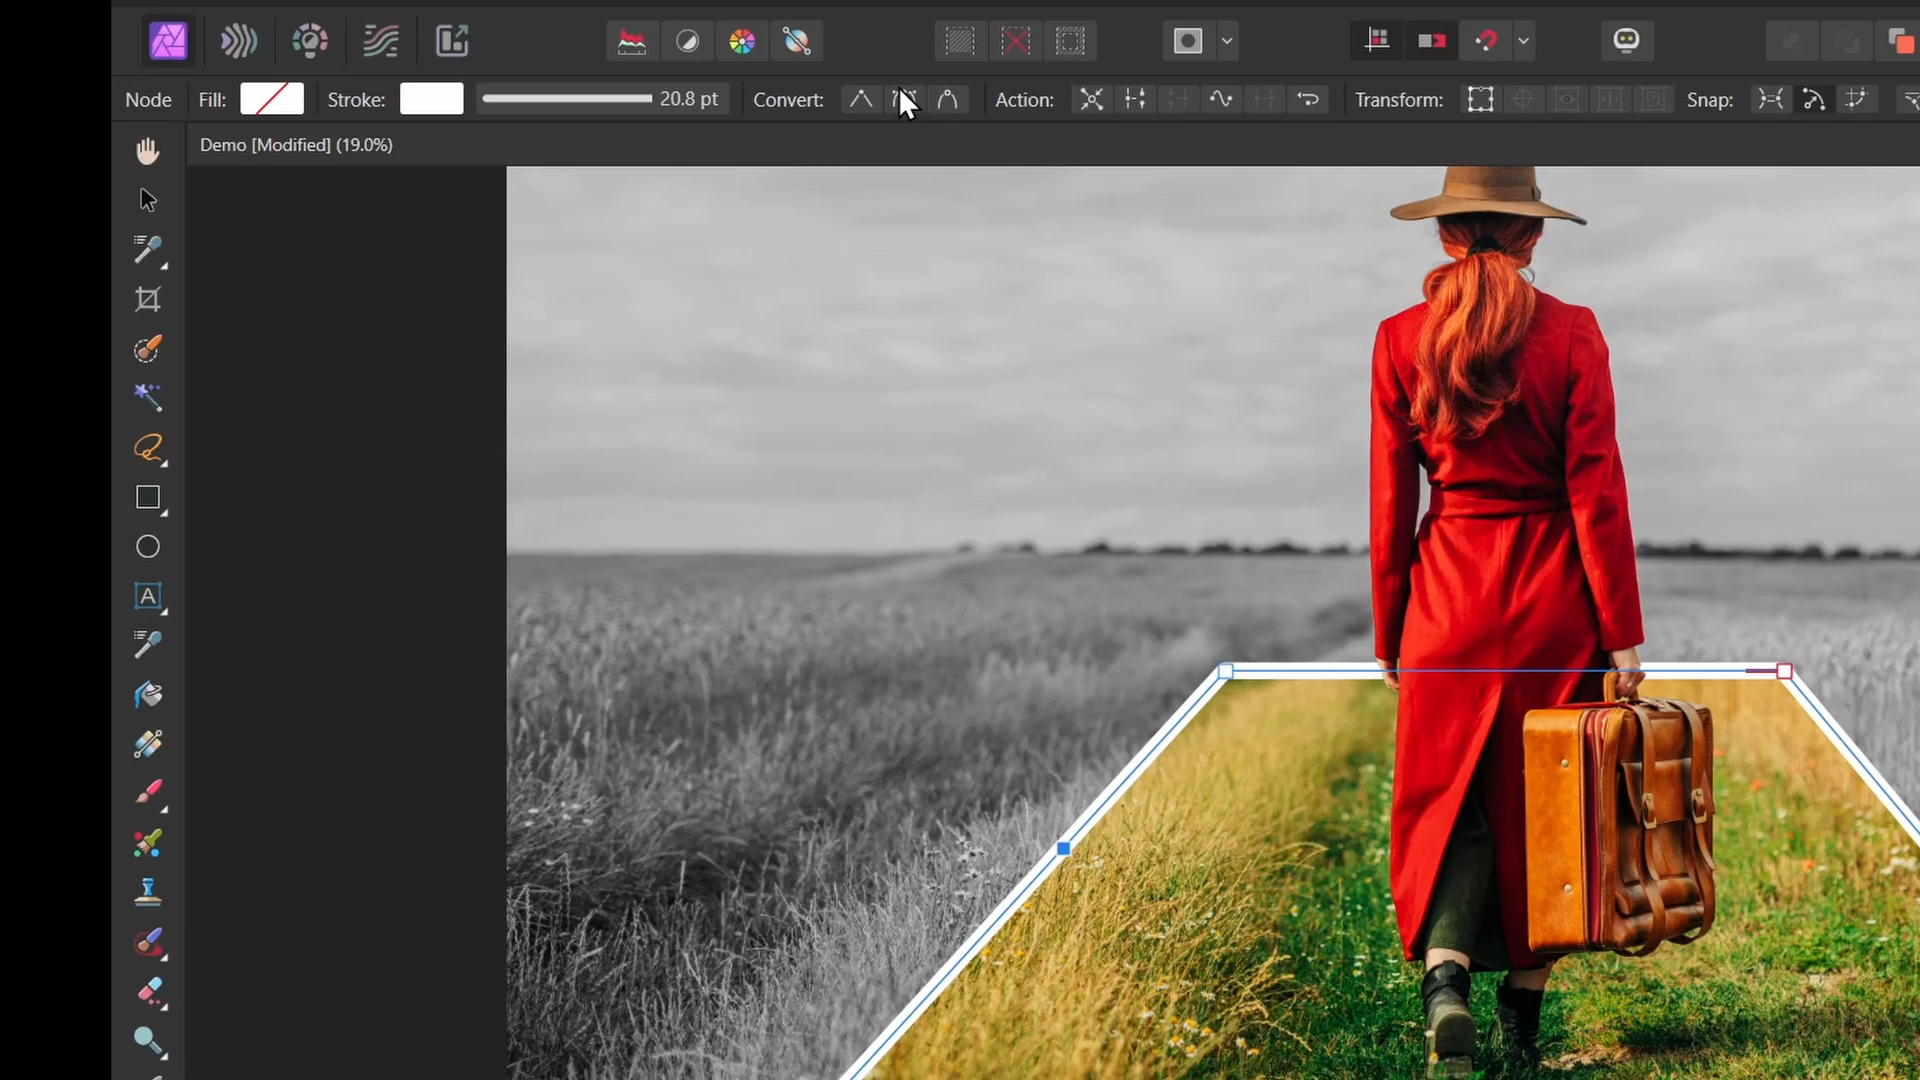 Node Fill: Stroke: 20.8 pt Convert: Action: Transform: Snap:
Demo [Modified] (19.0%)
A